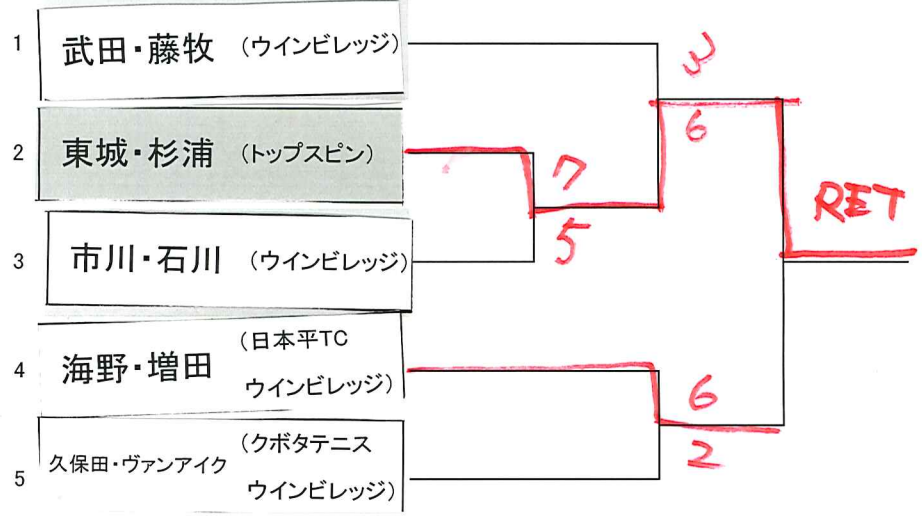 1 武田・藤牧 (ウインビレッジ)
3
6
2 東城・杉浦 (トップスピン)
7
5
RET
3 市川・石川 (ウインビレッジ)
4 海野・増田 (日本平TC
ウインビレッジ)
6
2
5 久保田・ヴァンアイク (クボタテニス
ウインビレッジ)